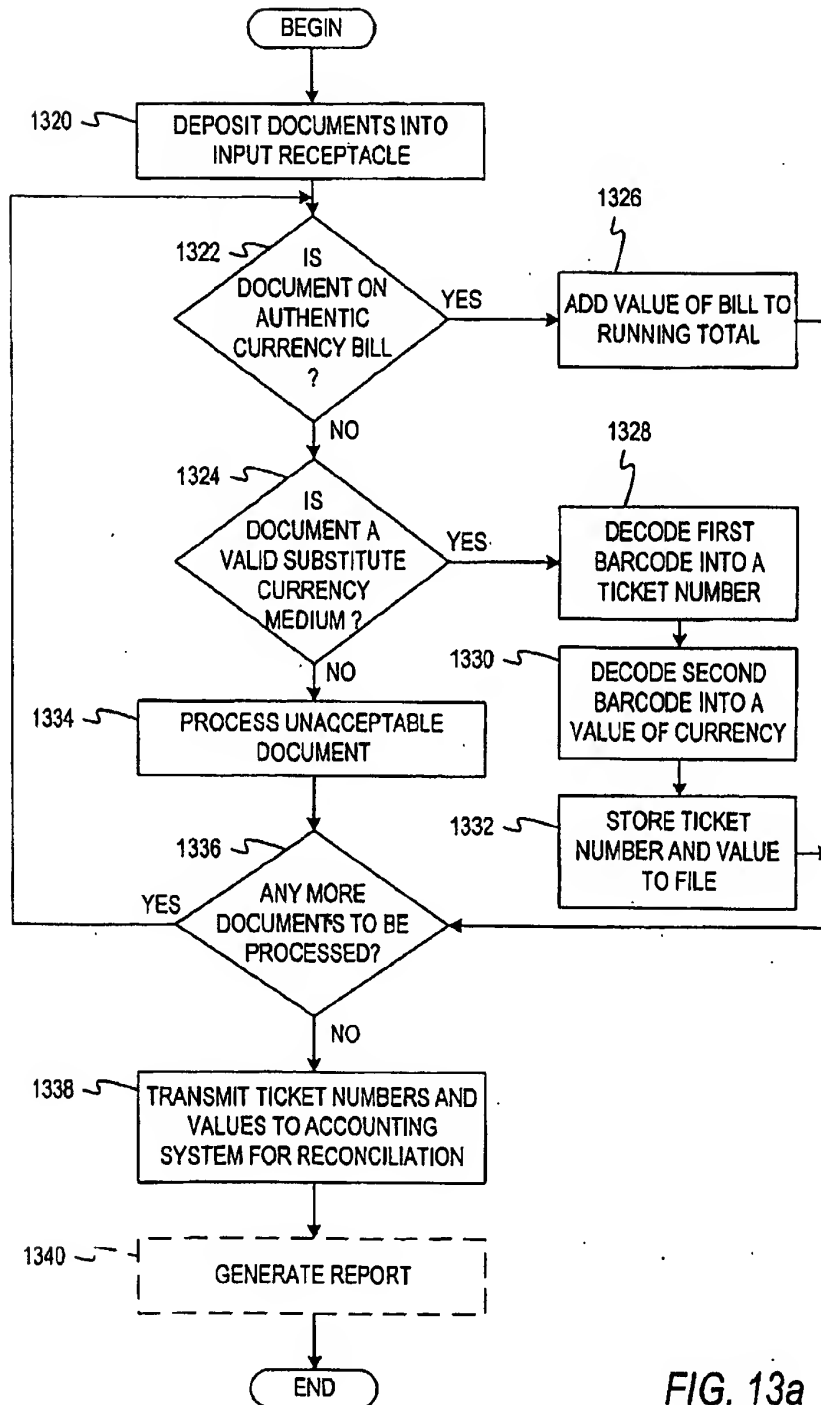 BEGIN
1320
DEPOSIT DOCUMENTS INTO
INPUT RECEPTACLE
1322
IS
DOCUMENT ON
AUTHENTIC
CURRENCY BILL
?
YES
1326
ADD VALUE OF BILL TO
RUNNING TOTAL
NO
1324
IS
DOCUMENT A
VALID SUBSTITUTE
CURRENCY
MEDIUM ?
YES
1328
DECODE FIRST
BARCODE INTO A
TICKET NUMBER
1330
DECODE SECOND
BARCODE INTO A
VALUE OF CURRENCY
1332
STORE TICKET
NUMBER AND VALUE
TO FILE
NO
1334
PROCESS UNACCEPTABLE
DOCUMENT
1336
ANY MORE
DOCUMENTS TO BE
PROCESSED?
YES
NO
1338
TRANSMIT TICKET NUMBERS AND
VALUES TO ACCOUNTING
SYSTEM FOR RECONCILIATION
1340
GENERATE REPORT
END
FIG. 13a